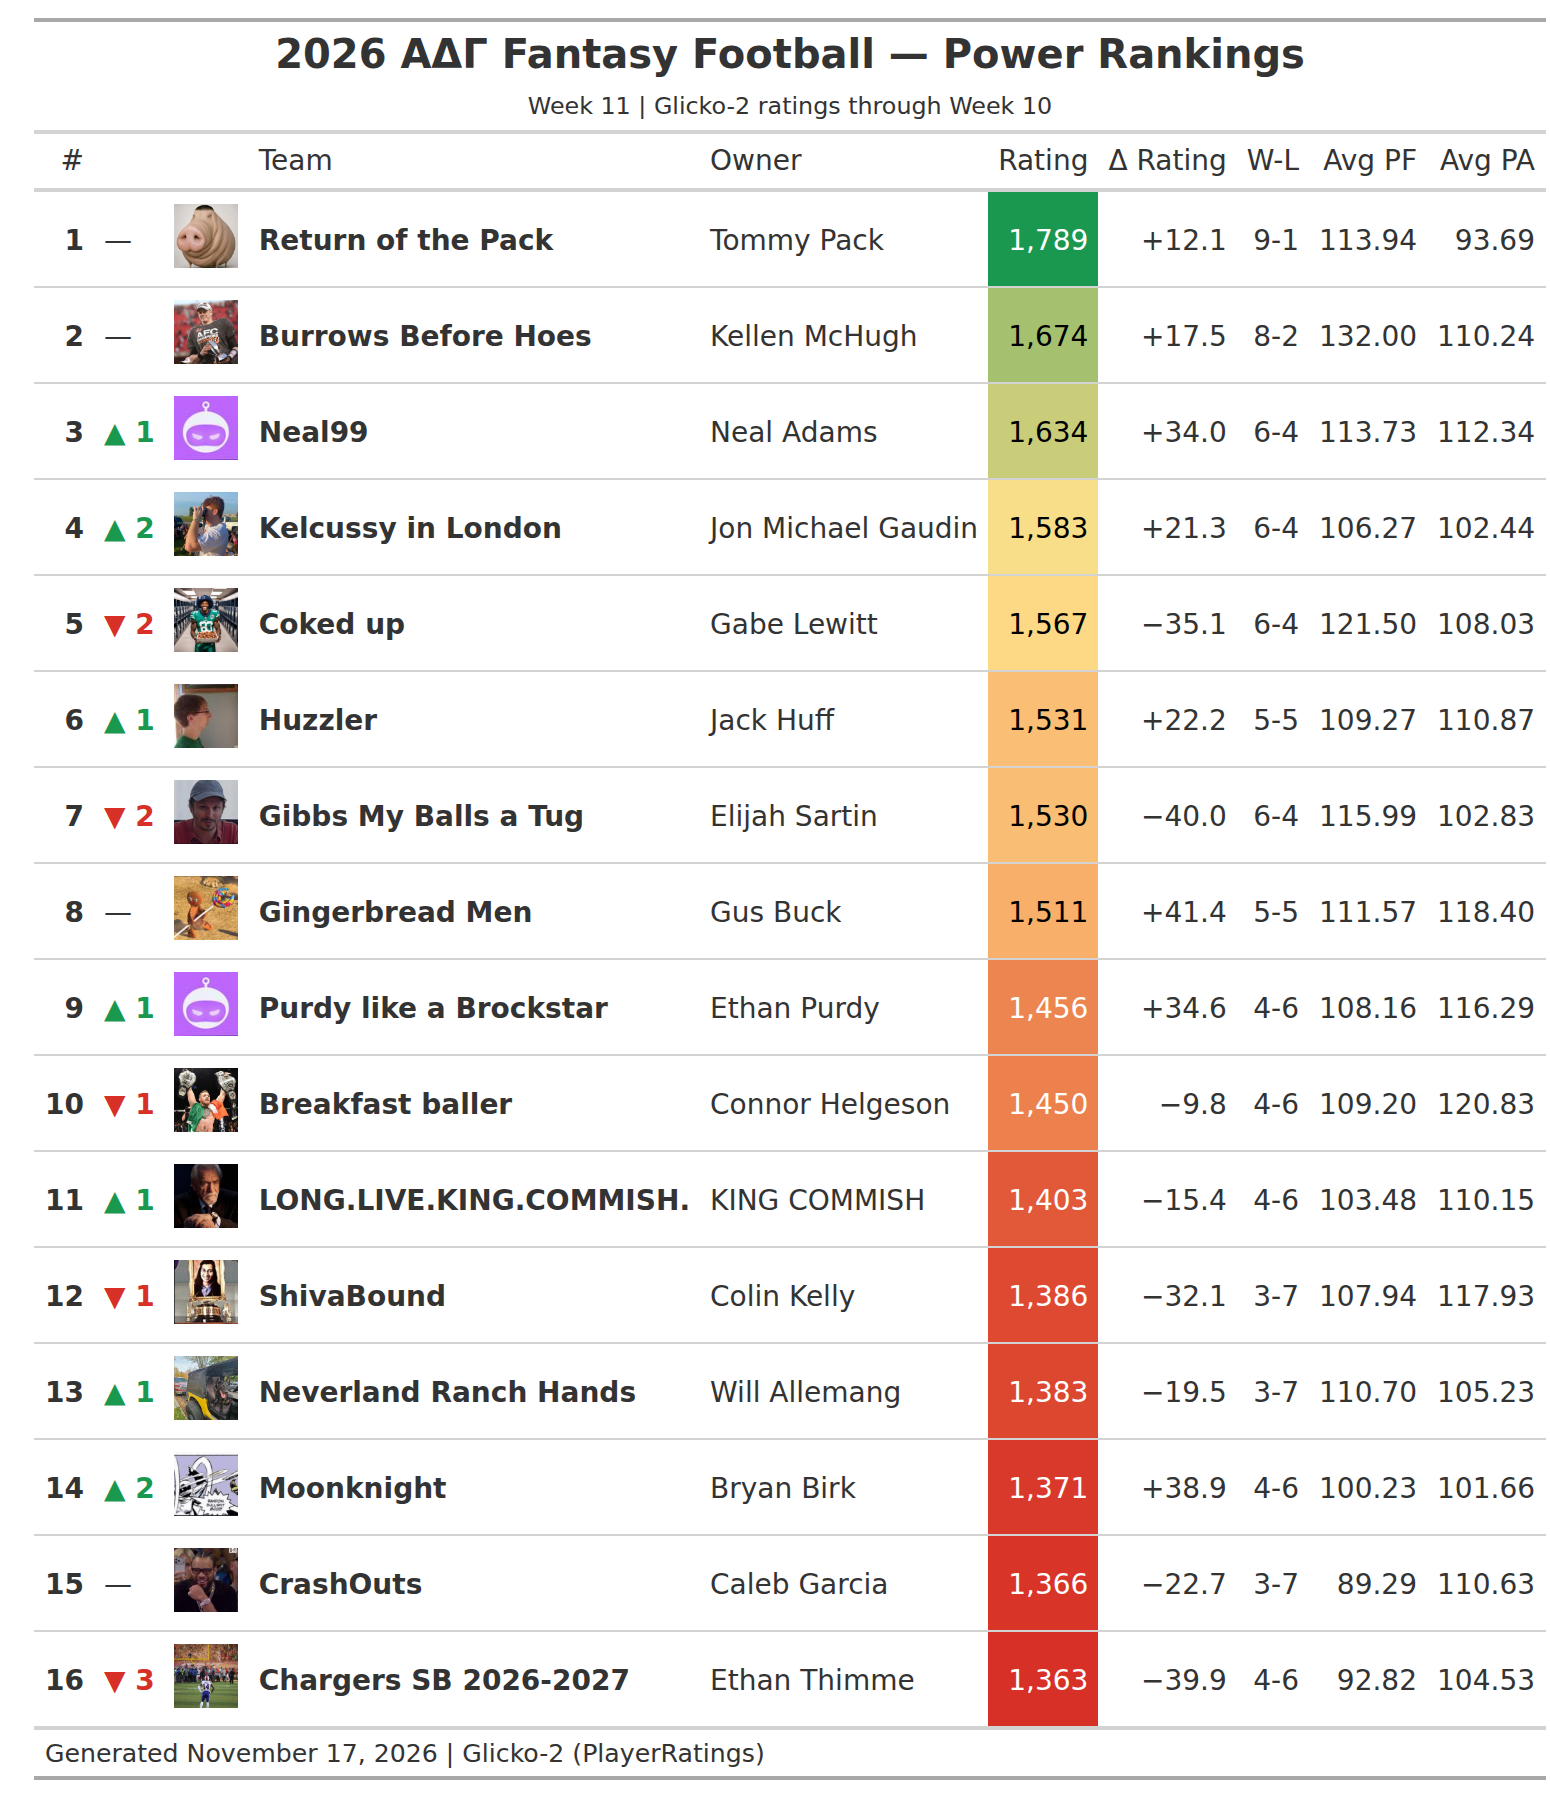 2026 ΑΔΓ Fantasy Football — Power Rankings
Week 11 | Glicko-2 ratings through Week 10
# Team Owner Rating Δ Rating W-L Avg PF Avg PA
1 — Return of the Pack Tommy Pack 1,789 +12.1 9-1 113.94 93.69
2 — Burrows Before Hoes Kellen McHugh 1,674 +17.5 8-2 132.00 110.24
3 ▲ 1 Neal99 Neal Adams 1,634 +34.0 6-4 113.73 112.34
4 ▲ 2 Kelcussy in London Jon Michael Gaudin 1,583 +21.3 6-4 106.27 102.44
5 ▼ 2 Coked up Gabe Lewitt 1,567 −35.1 6-4 121.50 108.03
6 ▲ 1 Huzzler Jack Huff 1,531 +22.2 5-5 109.27 110.87
7 ▼ 2 Gibbs My Balls a Tug Elijah Sartin 1,530 −40.0 6-4 115.99 102.83
8 — Gingerbread Men Gus Buck 1,511 +41.4 5-5 111.57 118.40
9 ▲ 1 Purdy like a Brockstar Ethan Purdy 1,456 +34.6 4-6 108.16 116.29
10 ▼ 1 Breakfast baller Connor Helgeson 1,450 −9.8 4-6 109.20 120.83
11 ▲ 1 LONG.LIVE.KING.COMMISH. KING COMMISH 1,403 −15.4 4-6 103.48 110.15
12 ▼ 1 ShivaBound Colin Kelly 1,386 −32.1 3-7 107.94 117.93
13 ▲ 1 Neverland Ranch Hands Will Allemang 1,383 −19.5 3-7 110.70 105.23
14 ▲ 2 Moonknight Bryan Birk 1,371 +38.9 4-6 100.23 101.66
15 — CrashOuts Caleb Garcia 1,366 −22.7 3-7 89.29 110.63
16 ▼ 3 Chargers SB 2026-2027 Ethan Thimme 1,363 −39.9 4-6 92.82 104.53
Generated November 17, 2026 | Glicko-2 (PlayerRatings)